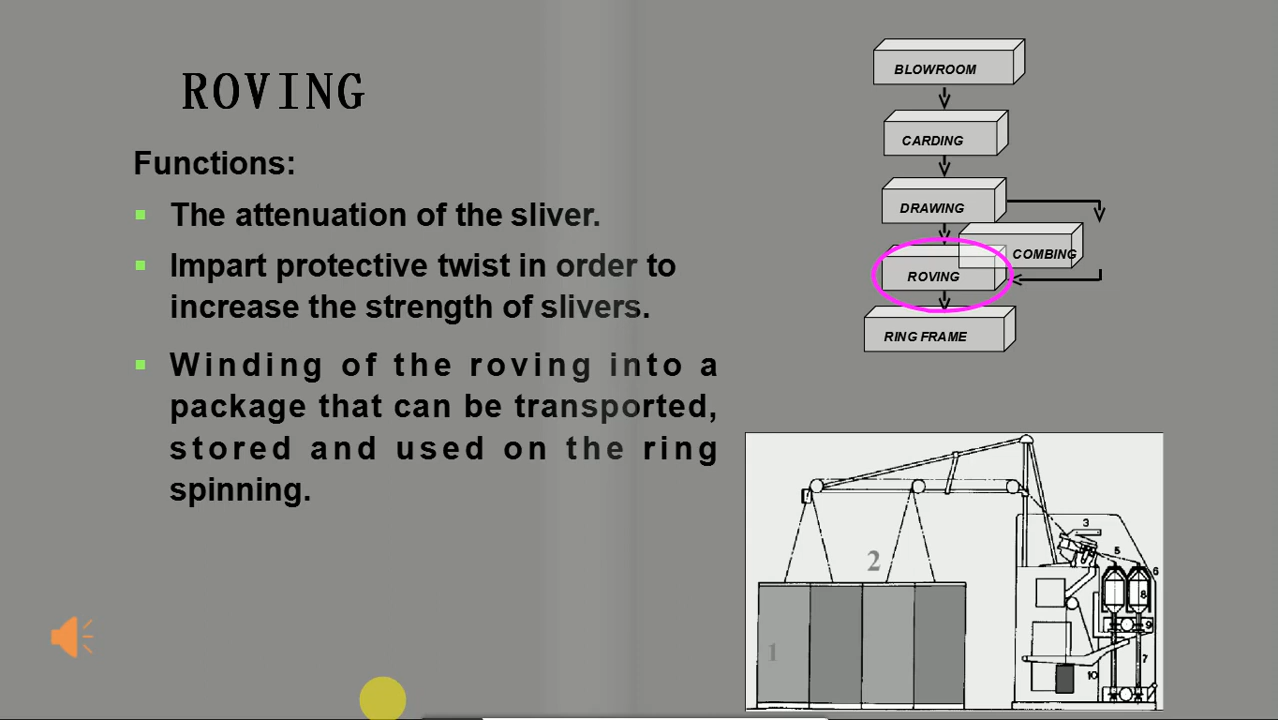 ROVING
Functions:
The attenuation of the sliver.
Impart protective twist in order to
increase the strength of slivers.
Winding of the roving into a
package that can be transported,
stored and used on the ring
spinning.
BLOWROOM
CARDING
DRAWING
COMBING
ROVING
RING FRAME
1
2
3
5
6
8
9
7
10